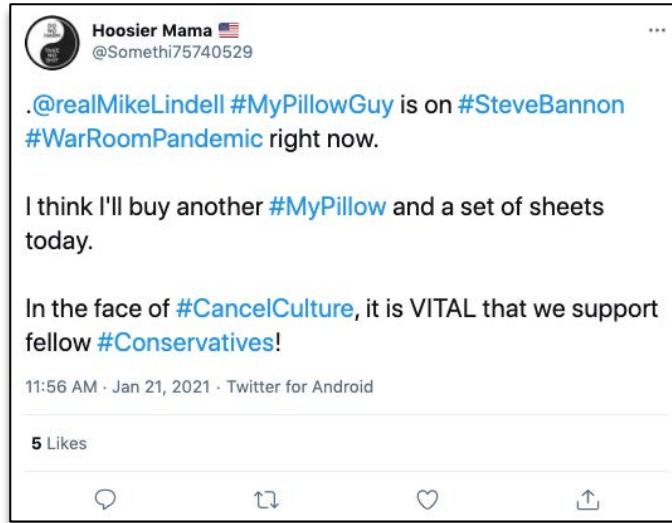 Hoosier Mama 🇺🇸
@Somethi75740529
.@realMikeLindell #MyPillowGuy is on #SteveBannon
#WarRoomPandemic right now.
I think I'll buy another #MyPillow and a set of sheets
today.
In the face of #CancelCulture, it is VITAL that we support
fellow #Conservatives!
11:56 AM · Jan 21, 2021 · Twitter for Android
5 Likes